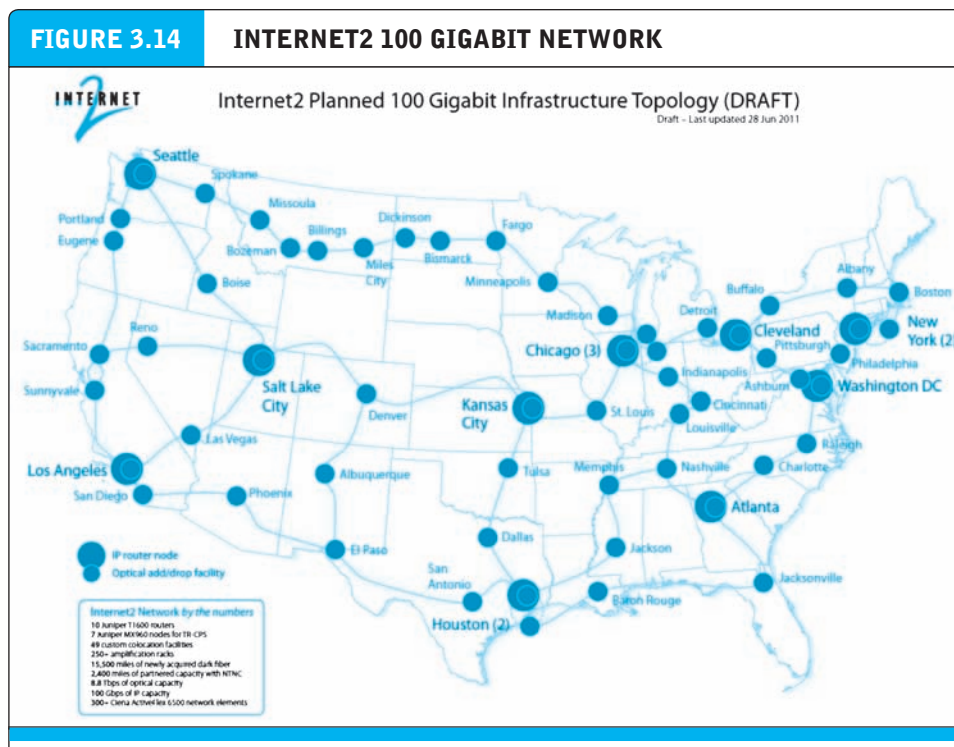 FIGURE 3.14
INTERNET2 100 GIGABIT NETWORK
INTERNET
2
Internet2 Planned 100 Gigabit Infrastructure Topology (DRAFT)
Draft – Last updated 28 Jun 2011
Seattle
Spokane
Missoula
Dickinson
Fargo
Portland
Billings
Eugene
Bozeman
Miles
City
Bismarck
Minneapolis
Boise
Albany
Buffalo
Boston
Madison
Detroit
Reno
Cleveland
New
York (2)
Sacramento
Chicago (3)
Pittsburgh
Philadelphia
Indianapolis
Ashburn
Washington DC
Sunnyvale
Salt Lake
City
Denver
Kansas
City
St. Louis
Cincinnati
Louisville
Las Vegas
Raleigh
Los Angeles
Albuquerque
Tulsa
Memphis
Nashville
Charlotte
San Diego
Phoenix
Atlanta
Dallas
El Paso
Jackson
San
Antonio
Jacksonville
Baron Rouge
Houston (2)
IP router node
Optical add/drop facility
Internet2 Network by the numbers
10 Juniper T1600 routers
7 Juniper MX960 nodes for TR-CPS
49 custom colocation facilities
250+ amplification racks
15,500 miles of newly acquired dark fiber
2,400 miles of partnered capacity with NTNC
8.8 Tbps of optical capacity
100 Gbps of IP capacity
300+ Ciena ActiveFlex 6500 network elements